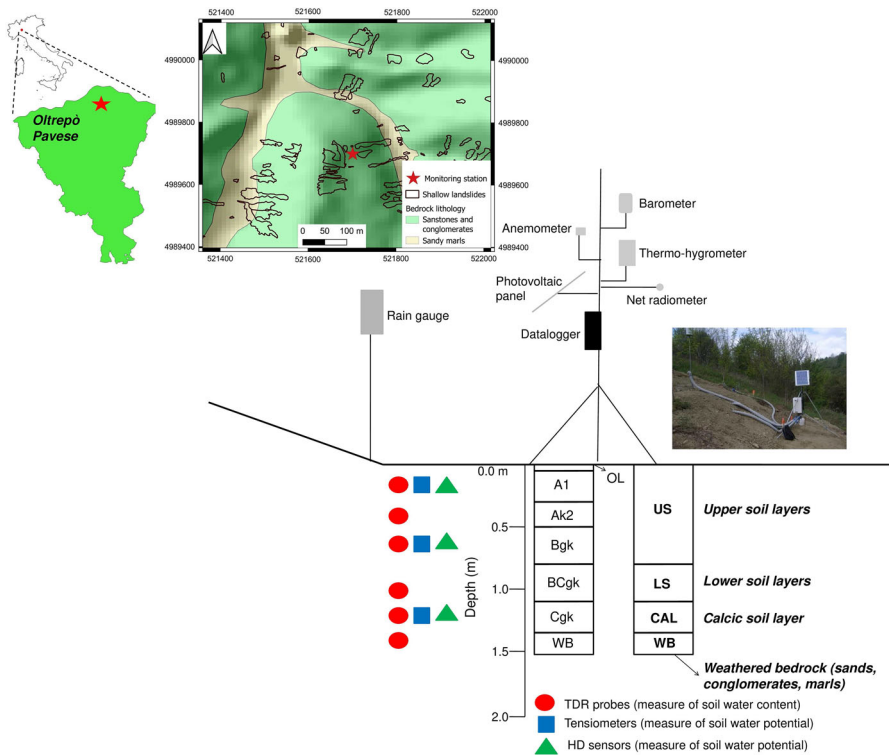 521400 521600 521800 522000
4990000 4990000
4989800 4989800
4989600 4989600
4989400 4989400
521400 521600 521800 522000
Oltrepò
Pavese
Monitoring station
Shallow landslides
Bedrock lithology
Sanstones and
conglomerates
Sandy marls
0 100 m
Barometer
Anemometer
Thermo-hygrometer
Photovoltaic
panel
Net radiometer
Rain gauge
Datalogger
0.0 m
OL
A1
Ak2
0.5
Bgk
BCgk
1.0
Cgk
WB
1.5
2.0
Depth (m)
US
Upper soil layers
LS
Lower soil layers
CAL
Calcic soil layer
WB
Weathered bedrock (sands,
conglomerates, marls)
TDR probes (measure of soil water content)
Tensiometers (measure of soil water potential)
HD sensors (measure of soil water potential)